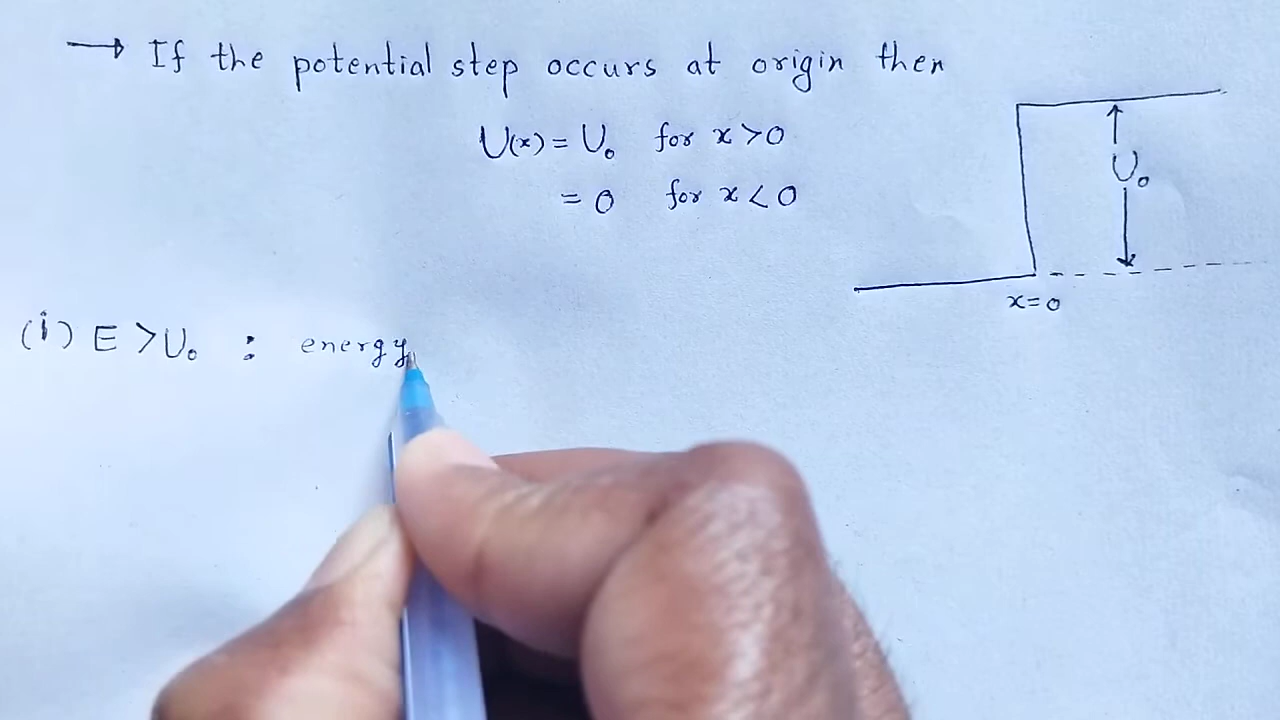 → If the potential step occurs at origin then
U(x) = U₀ for x > 0
= 0 for x < 0
U₀
x = 0
(i) E > U₀ : energy